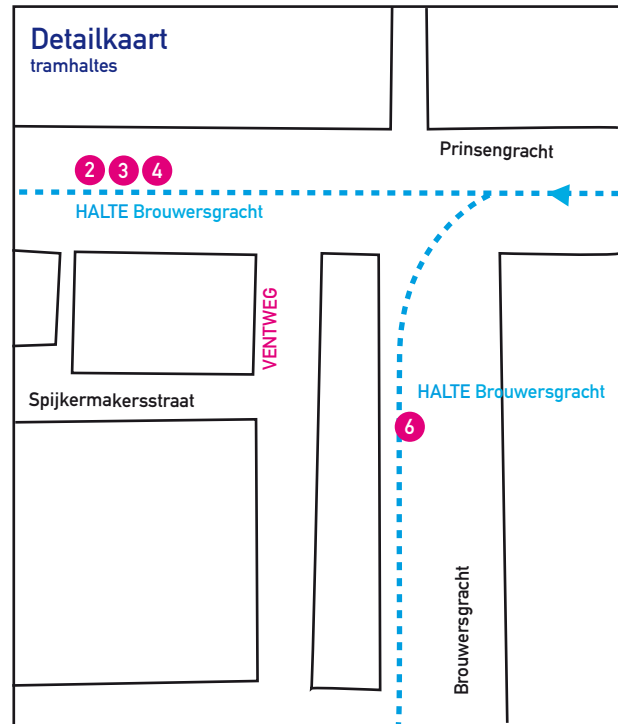 Detailkaart
tramhaltes
Prinsengracht
2 3 4
HALTE Brouwersgracht
VENTWEG
HALTE Brouwersgracht
Spijkermakersstraat
6
Brouwersgracht